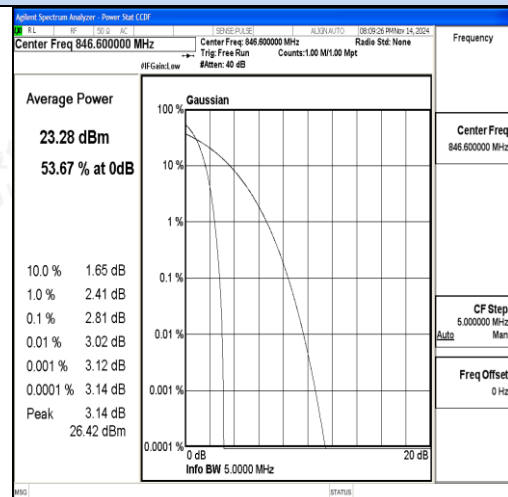 Agilent Spectrum Analyzer - Power Stat CCDF
RL RF 50 Ω AC SENSE:PULSE ALIGN AUTO 08:09:26 PM Nov 14, 2024
Center Freq 846.600000 MHz
Center Freq: 846.600000 MHz Radio Std: None
Trig: Free Run Counts:1.00 M/1.00 Mpt
#IFGain:Low #Atten: 40 dB
Frequency
Average Power
23.28 dBm
53.67 % at 0dB
10.0 % 1.65 dB
1.0 % 2.41 dB
0.1 % 2.81 dB
0.01 % 3.02 dB
0.001 % 3.12 dB
0.0001 % 3.14 dB
Peak 3.14 dB
26.42 dBm
Gaussian
100 %
10 %
1 %
0.1 %
0.01 %
0.001 %
0.0001 %
0 dB 20 dB
Info BW 5.0000 MHz
Center Freq
846.600000 MHz
CF Step
5.000000 MHz
Auto Man
Freq Offset
0 Hz
MSG STATUS